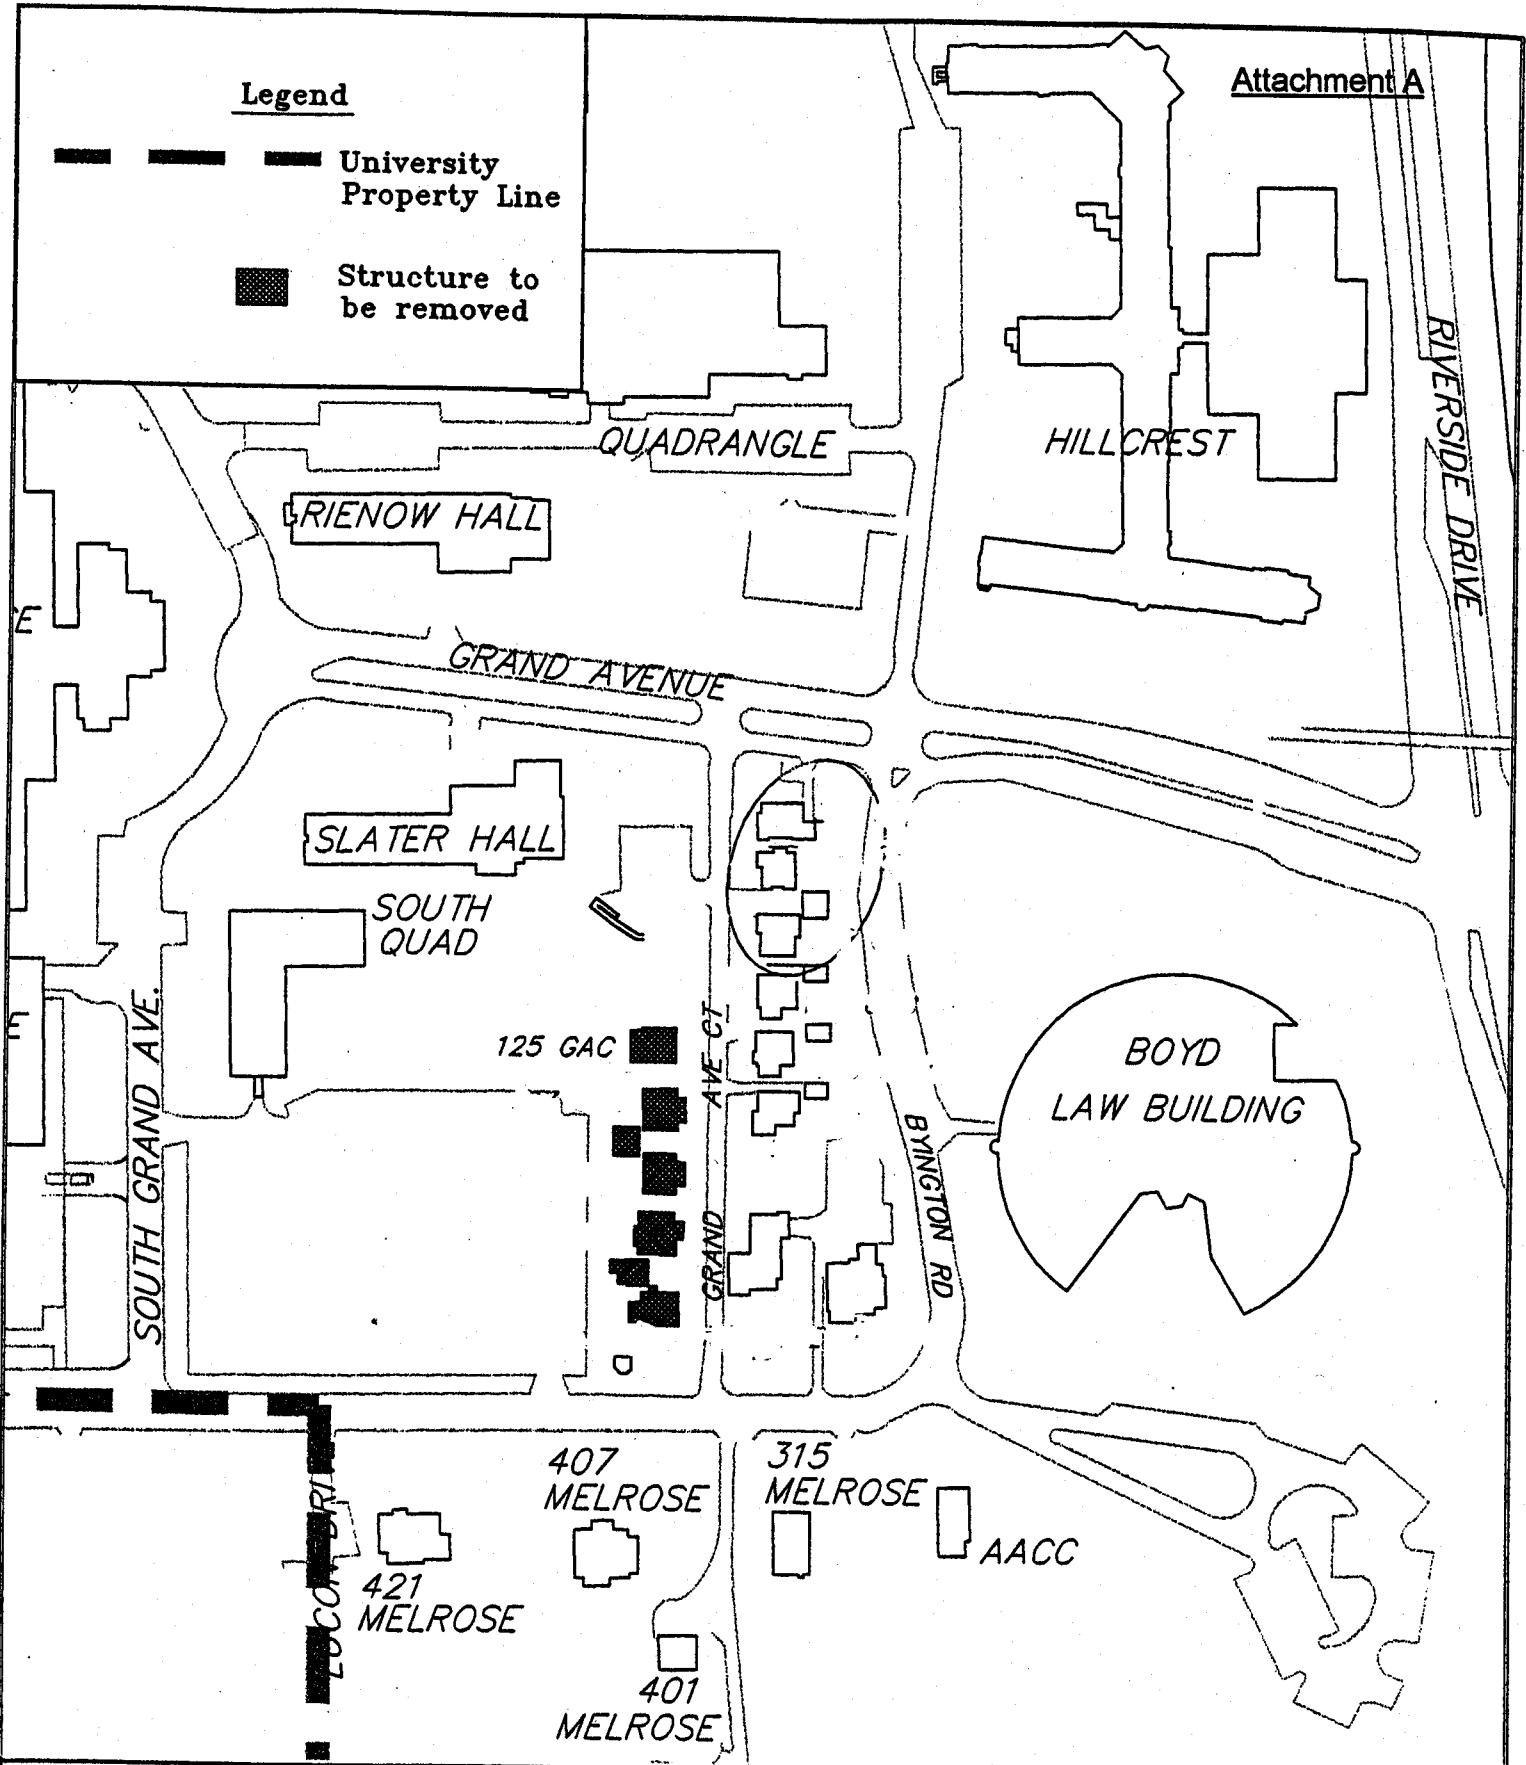 Legend
University
Property Line
Structure to
be removed
Attachment A
RIVERSIDE DRIVE
QUADRANGLE
HILLCREST
RIENOW HALL
E
GRAND AVENUE
SLATER HALL
SOUTH
QUAD
SOUTH GRAND AVE.
E
125 GAC
GRAND AVE CT
BYINGTON RD
BOYD
LAW BUILDING
407
MELROSE
315
MELROSE
AACC
421
MELROSE
401
MELROSE